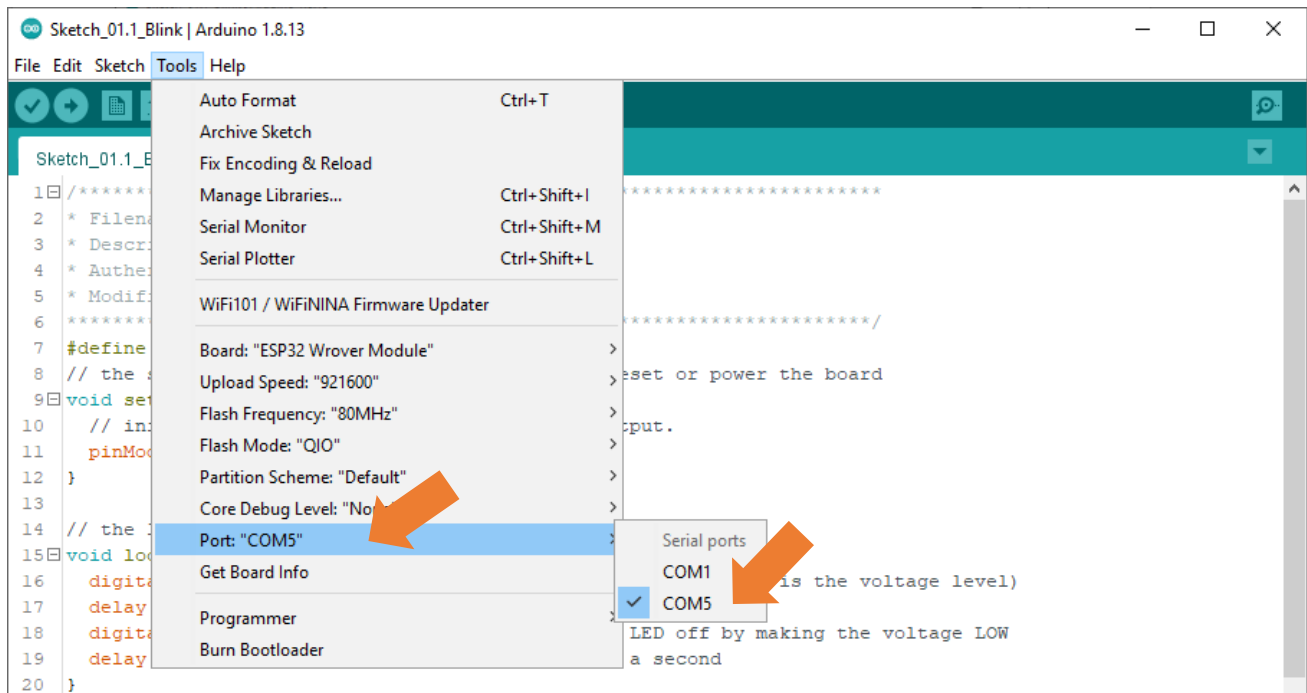 Sketch_01.1_Blink | Arduino 1.8.13
File Edit Sketch Tools Help
Auto Format Ctrl+T
Archive Sketch
Fix Encoding & Reload
Manage Libraries... Ctrl+Shift+I
Serial Monitor Ctrl+Shift+M
Serial Plotter Ctrl+Shift+L
WiFi101 / WiFiNINA Firmware Updater
Board: "ESP32 Wrover Module"
Upload Speed: "921600"
Flash Frequency: "80MHz"
Flash Mode: "QIO"
Partition Scheme: "Default"
Core Debug Level: "None"
Port: "COM5"
Get Board Info
Programmer
Burn Bootloader
Serial ports
COM1
COM5
Sketch_01.1_B
1 /******* ************************
2 * Filena
3 * Descri
4 * Auther
5 * Modifi
6 ******** ***********************/
7 #define
8 // the s eset or power the board
9 void set
10 // ini tput.
11 pinMod
12 }
13
14 // the l
15 void loo
16 digita is the voltage level)
17 delay
18 digita LED off by making the voltage LOW
19 delay a second
20 }